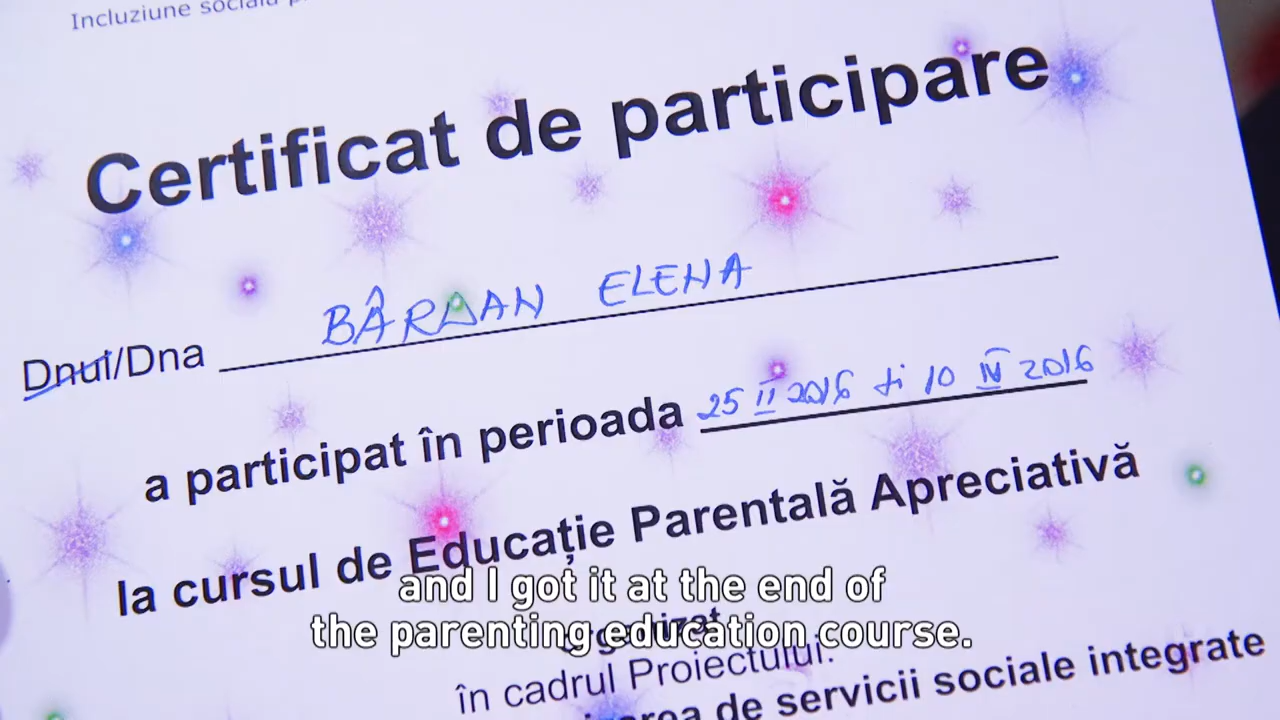 Incluziune socială
Certificat de participare
Dnul/Dna BÂRDAN ELENA
a participat în perioada 25 II 2016 și 10 IV 2016
la cursul de Educație Parentală Apreciativă
and I got it at the end of
the parenting education course.
Organizat
în cadrul Proiectului:
de servicii sociale integrate